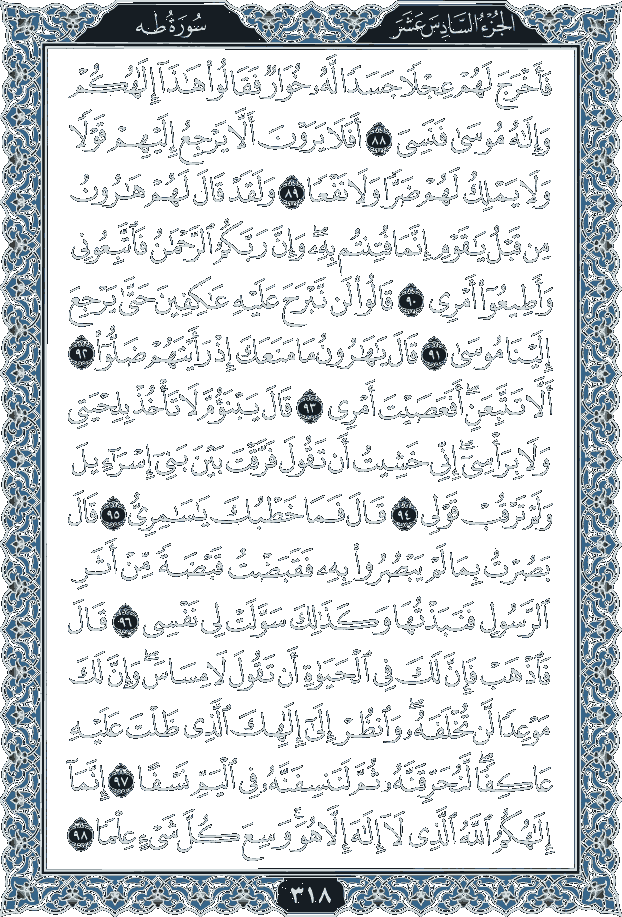 الجزء السادس عشر
سورة طه
فَأَخْرَجَ لَهُمْ عِجْلًا جَسَدًا لَّهُۥ خُوَارٌ فَقَالُوا۟ هَٰذَآ إِلَٰهُكُمْ
وَإِلَٰهُ مُوسَىٰ فَنَسِىَ ٨٨ أَفَلَا يَرَوْنَ أَلَّا يَرْجِعُ إِلَيْهِمْ قَوْلًا
وَلَا يَمْلِكُ لَهُمْ ضَرًّا وَلَا نَفْعًا ٨٩ وَلَقَدْ قَالَ لَهُمْ هَٰرُونُ
مِن قَبْلُ يَٰقَوْمِ إِنَّمَا فُتِنتُم بِهِۦ ۖ وَإِنَّ رَبَّكُمُ ٱلرَّحْمَٰنُ فَٱتَّبِعُونِى
وَأَطِيعُوٓا۟ أَمْرِى ٩٠ قَالُوا۟ لَن نَّبْرَحَ عَلَيْهِ عَٰكِفِينَ حَتَّىٰ يَرْجِعَ
إِلَيْنَا مُوسَىٰ ٩١ قَالَ يَٰهَٰرُونُ مَا مَنَعَكَ إِذْ رَأَيْتَهُمْ ضَلُّوٓا۟ ٩٢
أَلَّا تَتَّبِعَنِ ۖ أَفَعَصَيْتَ أَمْرِى ٩٣ قَالَ يَبْنَؤُمَّ لَا تَأْخُذْ بِلِحْيَتِى
وَلَا بِرَأْسِىٓ ۖ إِنِّى خَشِيتُ أَن تَقُولَ فَرَّقْتَ بَيْنَ بَنِىٓ إِسْرَٰٓءِيلَ
وَلَمْ تَرْقُبْ قَوْلِى ٩٤ قَالَ فَمَا خَطْبُكَ يَٰسَٰمِرِىُّ ٩٥ قَالَ
بَصُرْتُ بِمَا لَمْ يَبْصُرُوا۟ بِهِۦ فَقَبَضْتُ قَبْضَةً مِّنْ أَثَرِ
ٱلرَّسُولِ فَنَبَذْتُهَا وَكَذَٰلِكَ سَوَّلَتْ لِى نَفْسِى ٩٦ قَالَ
فَٱذْهَبْ فَإِنَّ لَكَ فِى ٱلْحَيَوٰةِ أَن تَقُولَ لَا مِسَاسَ ۖ وَإِنَّ لَكَ
مَوْعِدًا لَّن تُخْلَفَهُۥ ۖ وَٱنظُرْ إِلَىٰٓ إِلَٰهِكَ ٱلَّذِى ظَلْتَ عَلَيْهِ
عَاكِفًا ۖ لَّنُحَرِّقَنَّهُۥ ثُمَّ لَنَنسِفَنَّهُۥ فِى ٱلْيَمِّ نَسْفًا ٩٧ إِنَّمَآ
إِلَٰهُكُمُ ٱللَّهُ ٱلَّذِى لَآ إِلَٰهَ إِلَّا هُوَ ۚ وَسِعَ كُلَّ شَىْءٍ عِلْمًا ٩٨
٣١٨